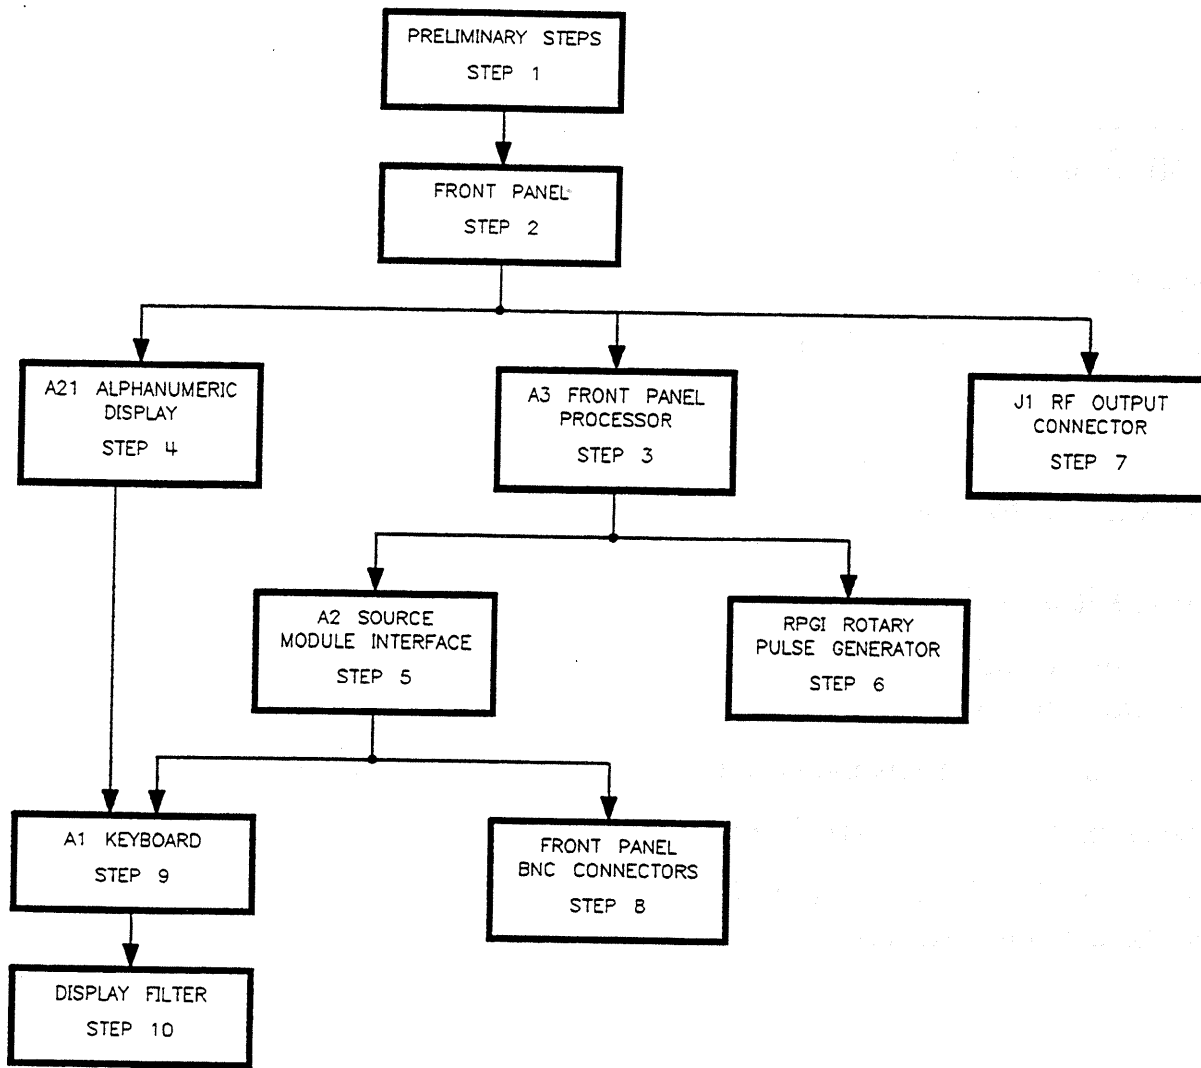 PRELIMINARY STEPS
STEP 1
FRONT PANEL
STEP 2
A21 ALPHANUMERIC
DISPLAY
STEP 4
A3 FRONT PANEL
PROCESSOR
STEP 3
J1 RF OUTPUT
CONNECTOR
STEP 7
A2 SOURCE
MODULE INTERFACE
STEP 5
RPGI ROTARY
PULSE GENERATOR
STEP 6
A1 KEYBOARD
STEP 9
FRONT PANEL
BNC CONNECTORS
STEP 8
DISPLAY FILTER
STEP 10